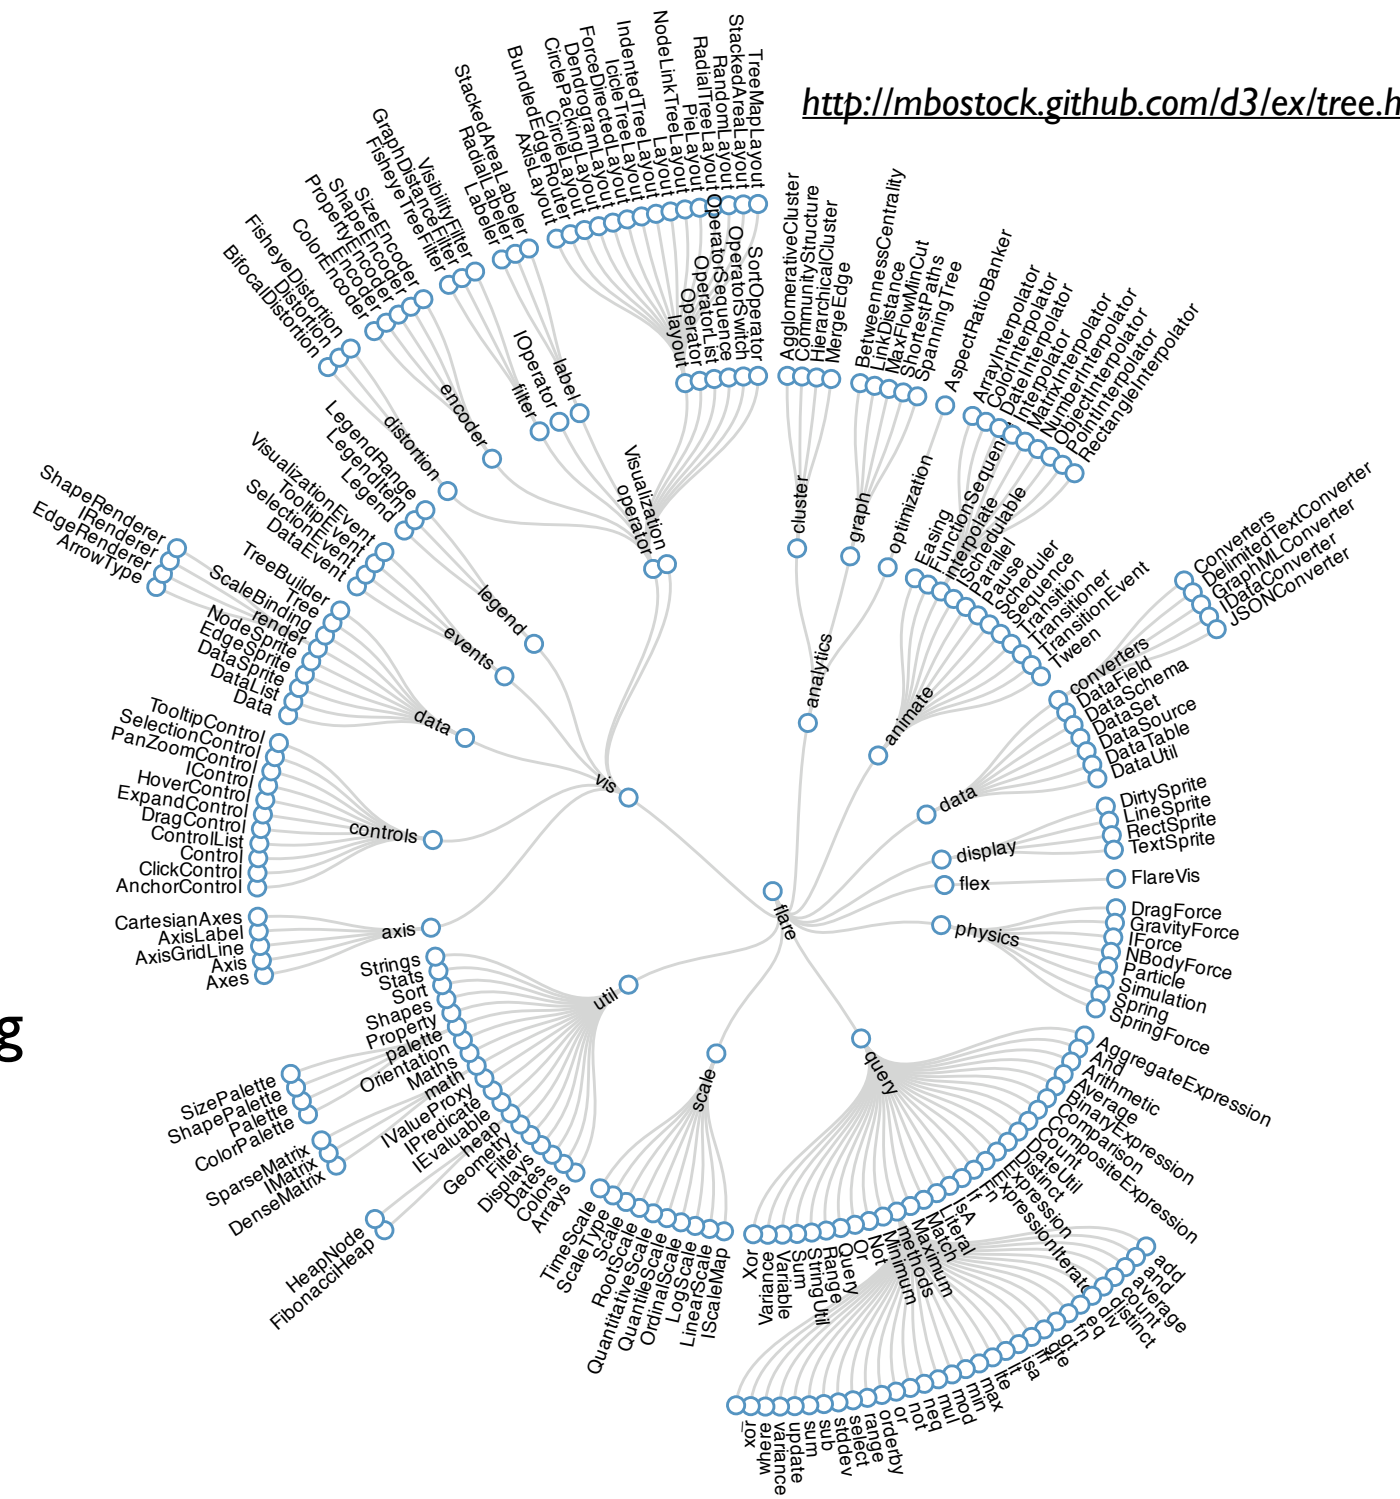 http://mbostock.github.com/d3/ex/tree.h
g
flare
analytics
cluster
AgglomerativeCluster
CommunityStructure
HierarchicalCluster
MergeEdge
graph
BetweennessCentrality
LinkDistance
MaxFlowMinCut
ShortestPaths
SpanningTree
optimization
AspectRatioBanker
animate
Easing
FunctionSequen
interpolate
ArrayInterpolator
ColorInterpolator
DateInterpolator
Interpolator
MatrixInterpolator
NumberInterpolator
ObjectInterpolator
PointInterpolator
RectangleInterpolator
ISchedulable
Parallel
Pause
Scheduler
Sequence
Transition
Transitioner
TransitionEvent
Tween
data
converters
Converters
DelimitedTextConverter
GraphMLConverter
IDataConverter
JSONConverter
DataField
DataSchema
DataSet
DataSource
DataTable
DataUtil
display
DirtySprite
LineSprite
RectSprite
TextSprite
flex
FlareVis
physics
DragForce
GravityForce
IForce
NBodyForce
Particle
Simulation
Spring
SpringForce
query
AggregateExpression
And
Arithmetic
Average
BinaryExpression
Comparison
CompositeExpression
Count
DateUtil
Distinct
Expression
ExpressionIterato
Fn
If
IsA
Literal
Match
Maximum
methods
add
and
average
count
distinct
div
eq
fn
gt
gte
iff
isa
lt
lte
max
min
mod
mul
neq
not
or
orderby
range
select
stddev
sub
sum
update
variance
where
xor
_
Minimum
Not
Or
Query
Range
StringUtil
Sum
Variable
Variance
Xor
scale
IScaleMap
LinearScale
LogScale
OrdinalScale
QuantileScale
QuantitativeScale
RootScale
Scale
ScaleType
TimeScale
util
Arrays
Colors
Dates
Displays
Filter
Geometry
heap
FibonacciHeap
HeapNode
IEvaluable
IPredicate
IValueProxy
math
DenseMatrix
IMatrix
SparseMatrix
Maths
Orientation
palette
ColorPalette
Palette
ShapePalette
SizePalette
Property
Shapes
Sort
Stats
Strings
vis
axis
Axes
Axis
AxisGridLine
AxisLabel
CartesianAxes
controls
AnchorControl
ClickControl
Control
ControlList
DragControl
ExpandControl
HoverControl
IControl
PanZoomControl
SelectionControl
TooltipControl
data
Data
DataList
DataSprite
EdgeSprite
NodeSprite
render
ArrowType
EdgeRenderer
IRenderer
ShapeRenderer
ScaleBinding
Tree
TreeBuilder
events
DataEvent
SelectionEvent
TooltipEvent
VisualizationEvent
legend
Legend
LegendItem
LegendRange
operator
distortion
BifocalDistortion
Distortion
FisheyeDistortion
encoder
ColorEncoder
Encoder
PropertyEncoder
ShapeEncoder
SizeEncoder
filter
FisheyeTreeFilter
GraphDistanceFilter
VisibilityFilter
IOperator
label
Labeler
RadialLabeler
StackedAreaLabeler
layout
AxisLayout
BundledEdgeRouter
CircleLayout
CirclePackingLayout
DendrogramLayout
ForceDirectedLayout
IcicleTreeLayout
IndentedTreeLayout
Layout
NodeLinkTreeLayout
PieLayout
RadialTreeLayout
RandomLayout
StackedAreaLayout
TreeMapLayout
Operator
OperatorList
OperatorSequence
OperatorSwitch
SortOperator
Visualization